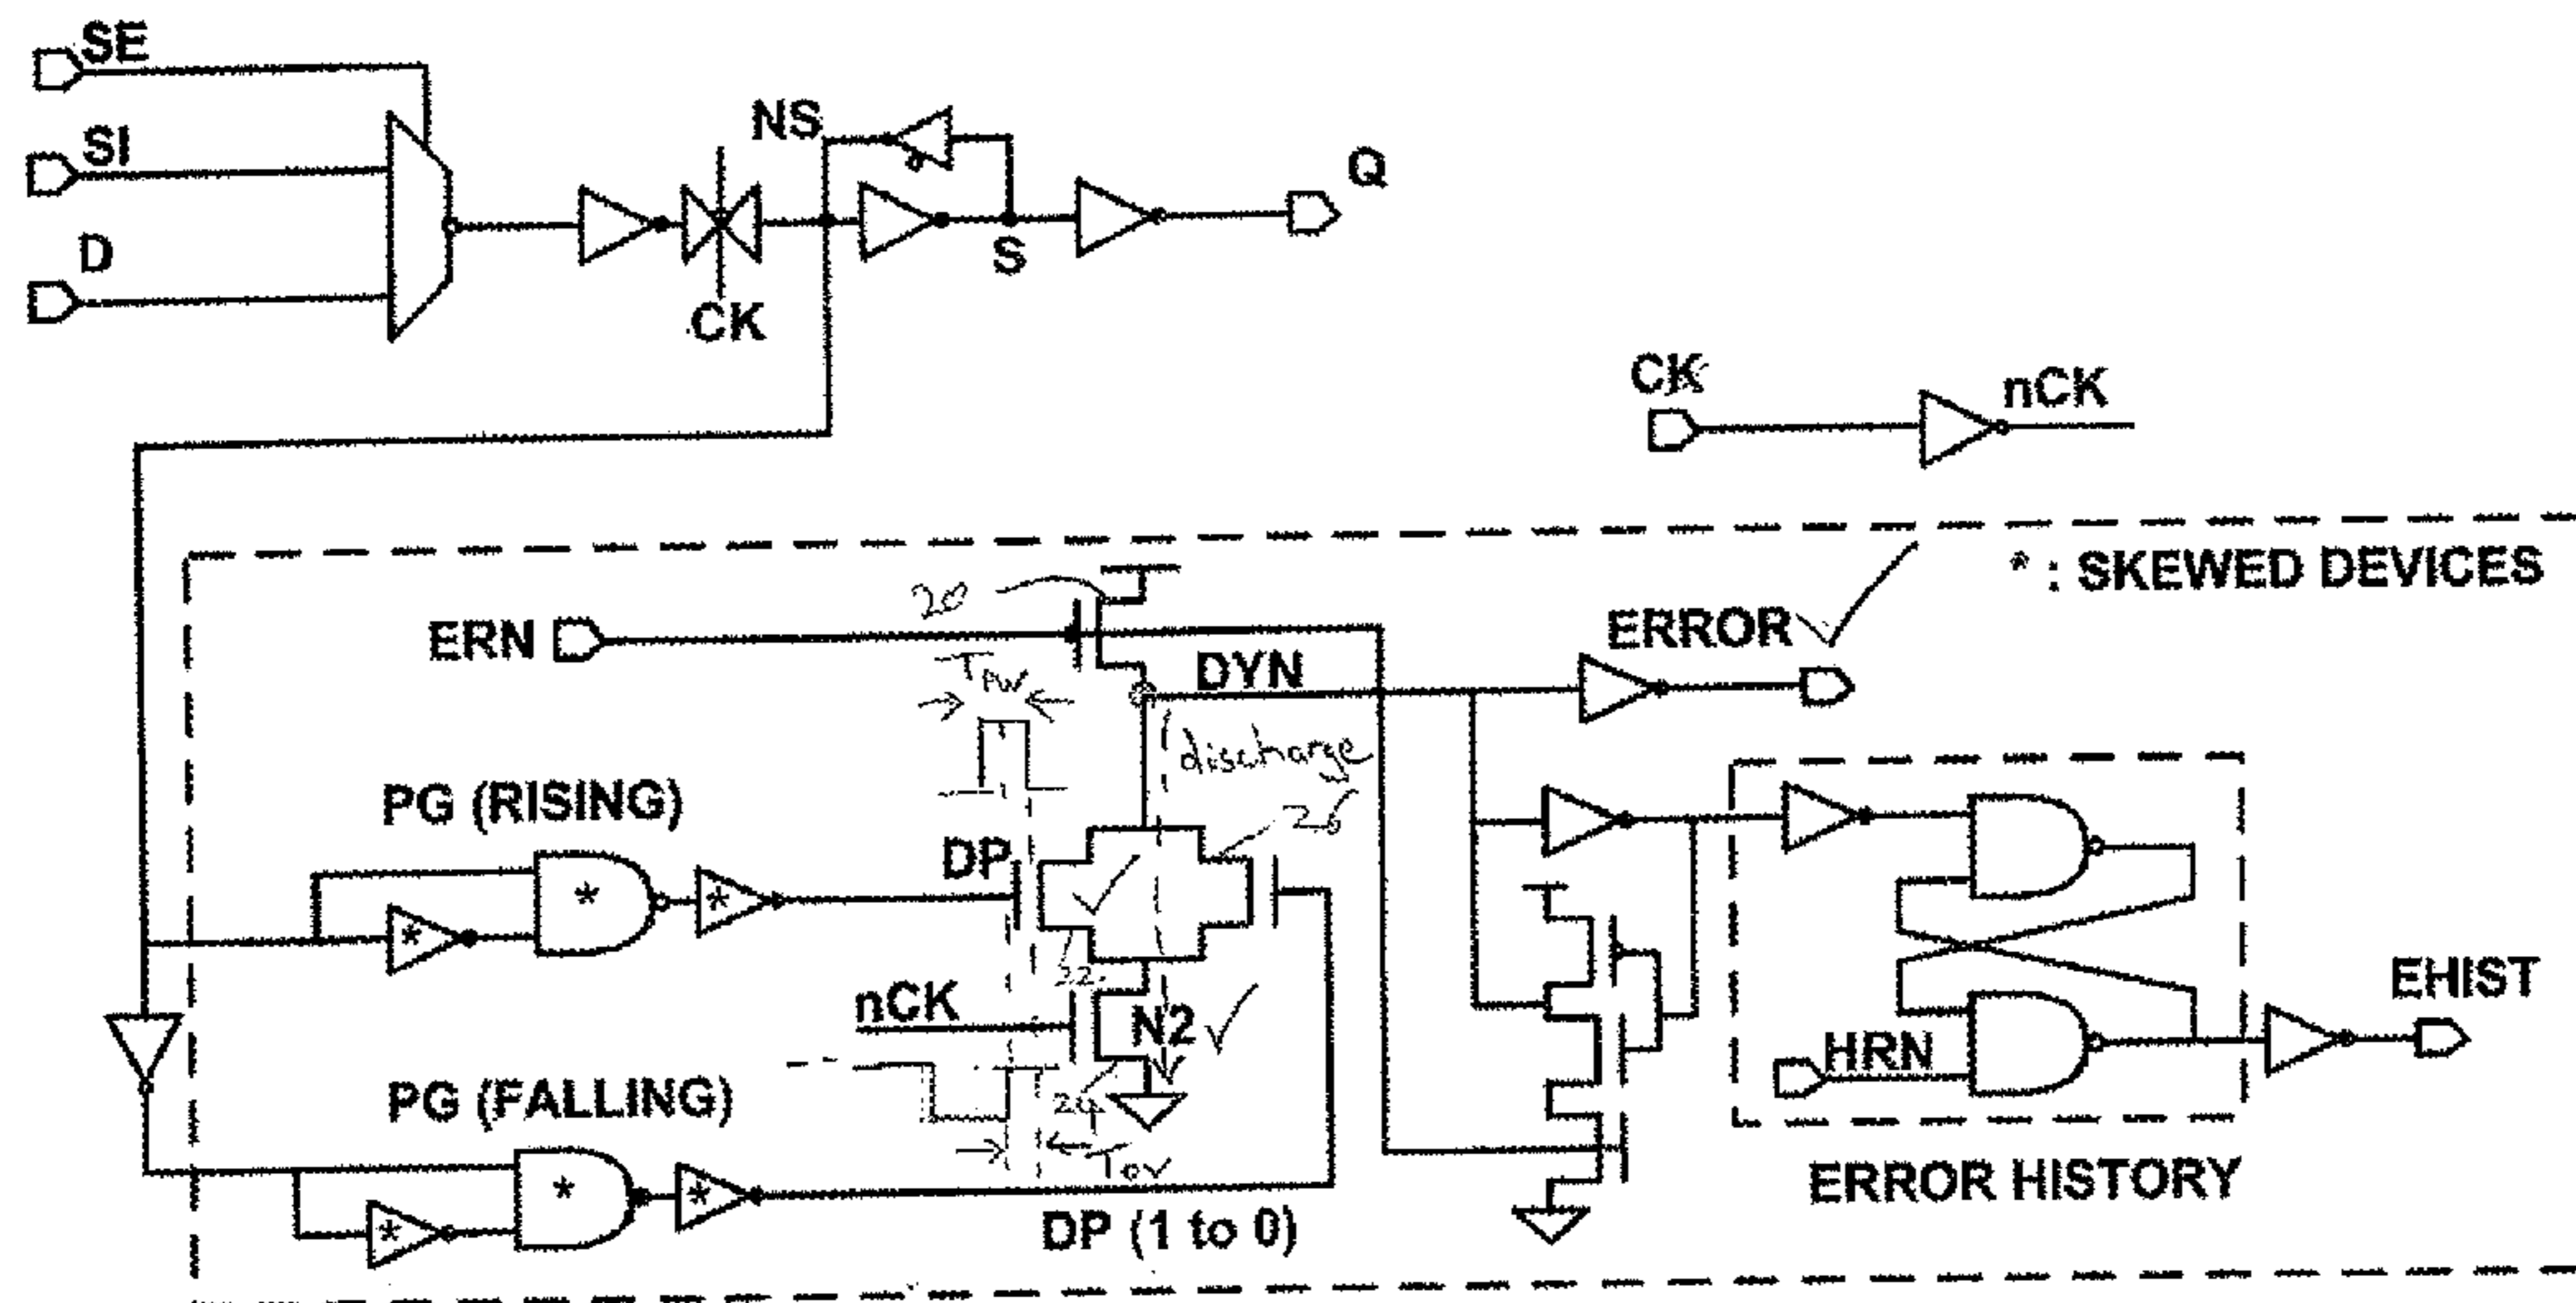 SE
SI
D
NS
S
CK
Q
CK
nCK
* : SKEWED DEVICES
20
ERN
ERROR
T PW
DYN
discharge
PG (RISING)
*
*
*
DP
26
22
nCK
N2
24
Tov
PG (FALLING)
*
*
*
DP (1 to 0)
HRN
EHIST
ERROR HISTORY